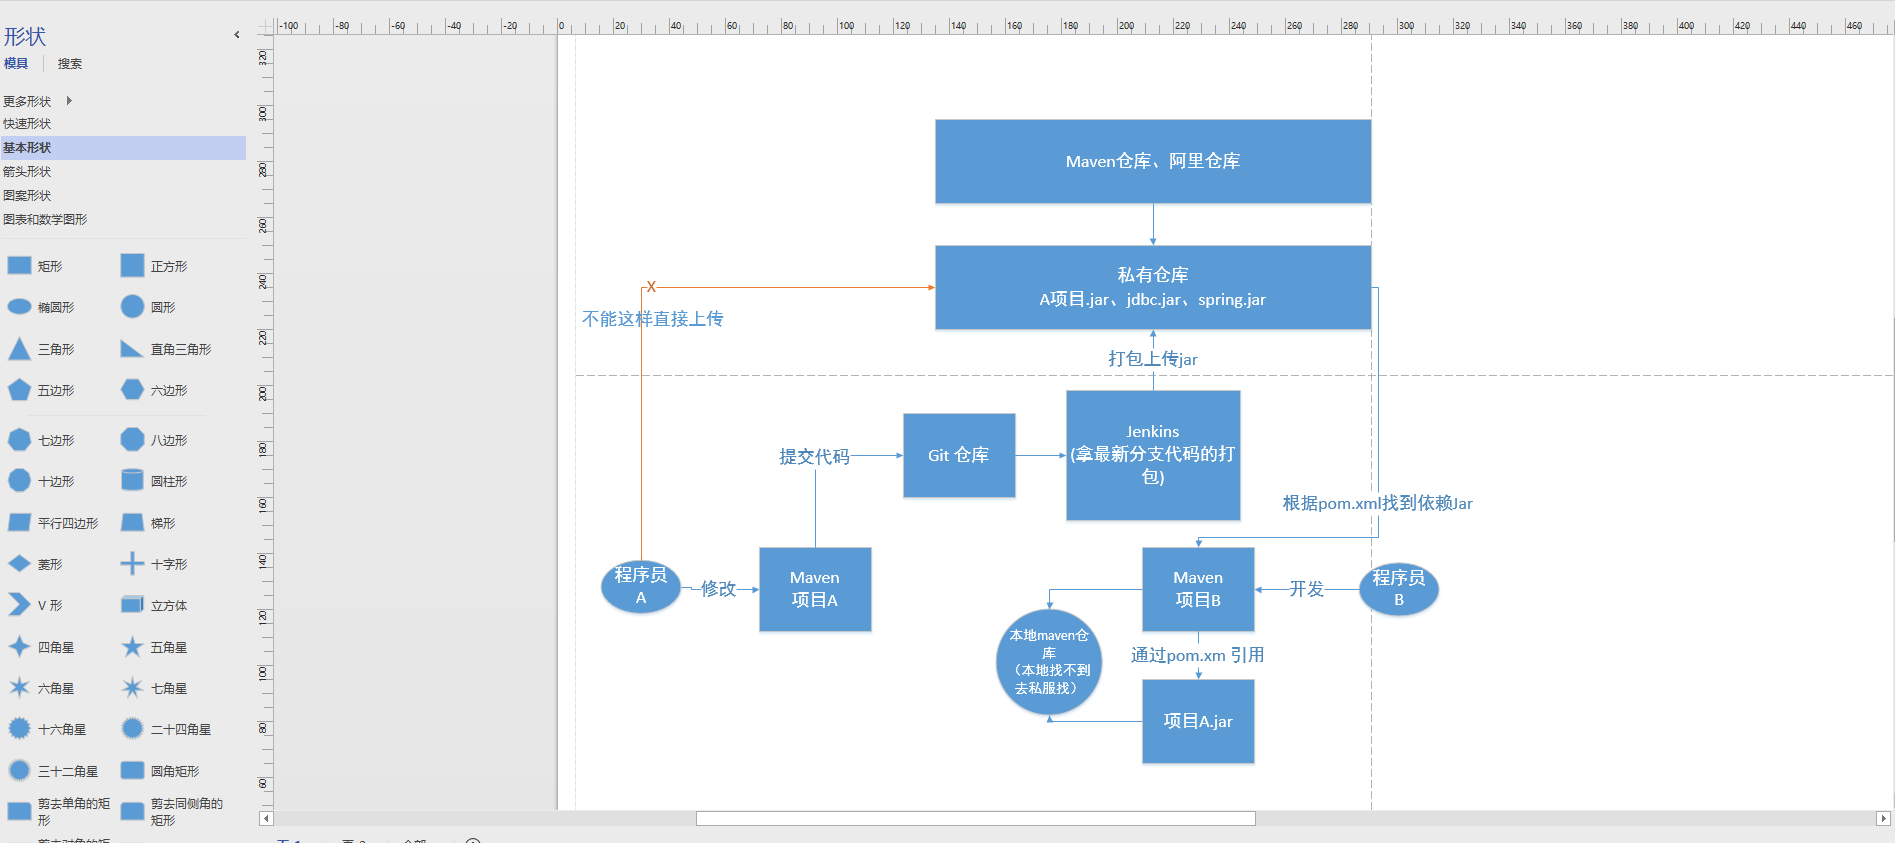 形状
模具
搜索
更多形状
快速形状
基本形状
箭头形状
图案形状
图表和数学图形
矩形
正方形
椭圆形
圆形
三角形
直角三角形
五边形
六边形
七边形
八边形
十边形
圆柱形
平行四边形
梯形
菱形
十字形
V 形
立方体
四角星
五角星
六角星
七角星
十六角星
二十四角星
三十二角星
圆角矩形
剪去单角的矩
形
剪去同侧角的
矩形
-100 -80 -60 -40 -20 0 20 40 60 80 100 120 140 160 180 200 220 240 260 280 300 320 340 360 380 400 420 440 460
320
300
280
260
240
220
200
180
160
140
120
100
80
60
Maven仓库、阿里仓库
私有仓库
A项目.jar、jdbc.jar、spring.jar
X
不能这样直接上传
打包上传jar
Jenkins
(拿最新分支代码的打
包)
Git 仓库
提交代码
根据pom.xml找到依赖Jar
程序员
A
修改
Maven
项目A
Maven
项目B
开发
程序员
B
本地maven仓
库
（本地找不到
去私服找）
通过pom.xm 引用
项目A.jar